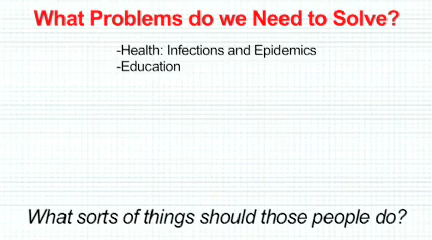 What Problems do we Need to Solve?
-Health: Infections and Epidemics
-Education
What sorts of things should those people do?